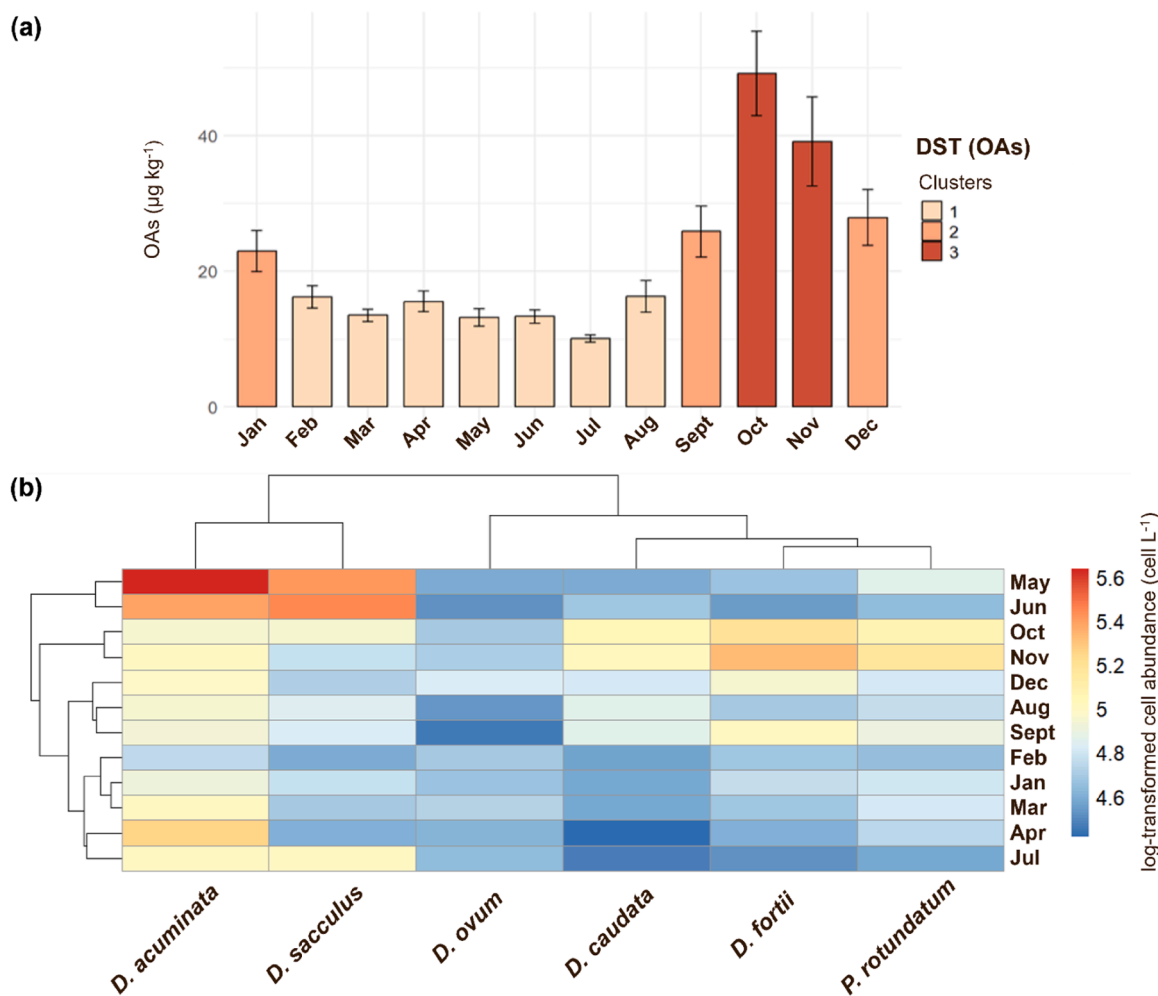 (a)
OAs (µg kg⁻¹)
40
20
0
Jan Feb Mar Apr May Jun Jul Aug Sept Oct Nov Dec
DST (OAs)
Clusters
1
2
3
(b)
May
Jun
Oct
Nov
Dec
Aug
Sept
Feb
Jan
Mar
Apr
Jul
D. acuminata D. sacculus D. ovum D. caudata D. fortii P. rotundatum
5.6
5.4
5.2
5
4.8
4.6
log-transformed cell abundance (cell L⁻¹)